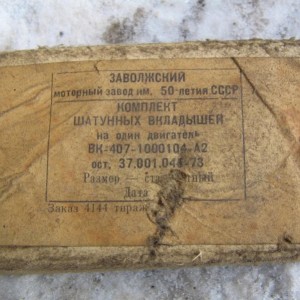 ЗАВОЛЖСКИЙ
моторный завод им. 50-летия СССР
КОМПЛЕКТ
ШАТУННЫХ ВКЛАДЫШЕЙ
на один двигатель
ВК-407-1000104-А2
ост. 37.001.044-73
Размер —
Дата
Заказ 4144 тираж